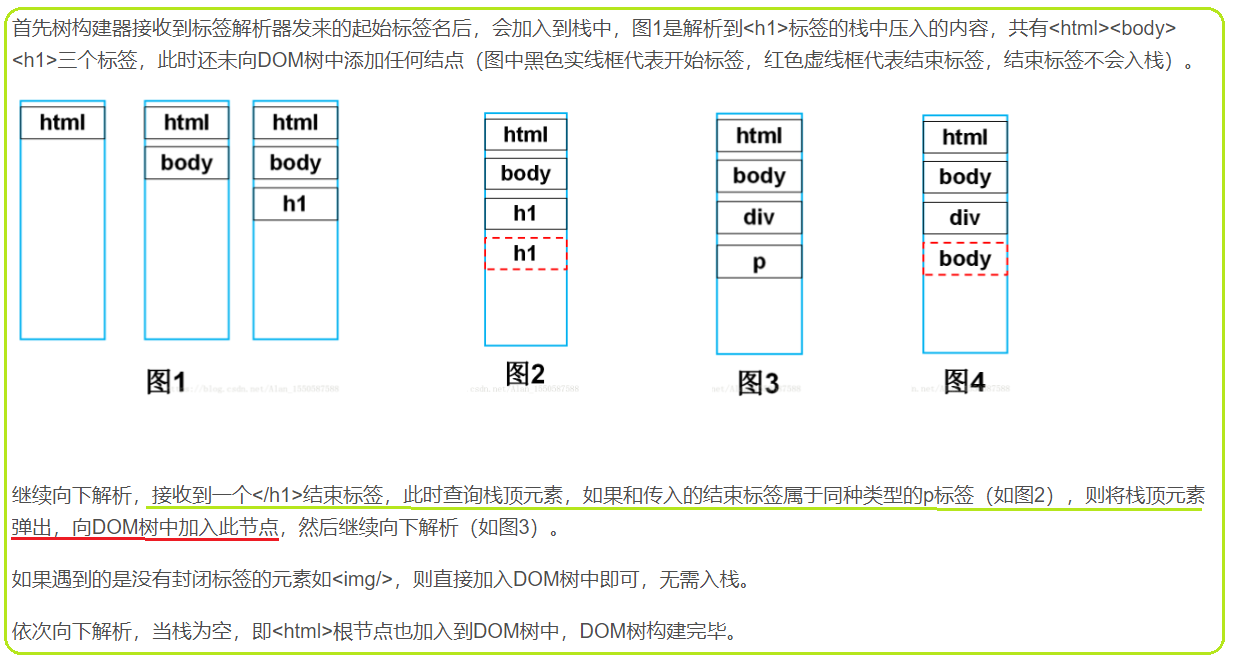 首先树构建器接收到标签解析器发来的起始标签名后，会加入到栈中，图1是解析到<h1>标签的栈中压入的内容，共有<html><body>
<h1>三个标签，此时还未向DOM树中添加任何结点（图中黑色实线框代表开始标签，红色虚线框代表结束标签，结束标签不会入栈）。
html
html
body
html
body
h1
图1
html
body
h1
h1
图2
html
body
div
p
图3
html
body
div
body
图4
继续向下解析，接收到一个</h1>结束标签，此时查询栈顶元素，如果和传入的结束标签属于同种类型的p标签（如图2），则将栈顶元素
弹出，向DOM树中加入此节点，然后继续向下解析（如图3）。
如果遇到的是没有封闭标签的元素如<img/>，则直接加入DOM树中即可，无需入栈。
依次向下解析，当栈为空，即<html>根节点也加入到DOM树中，DOM树构建完毕。